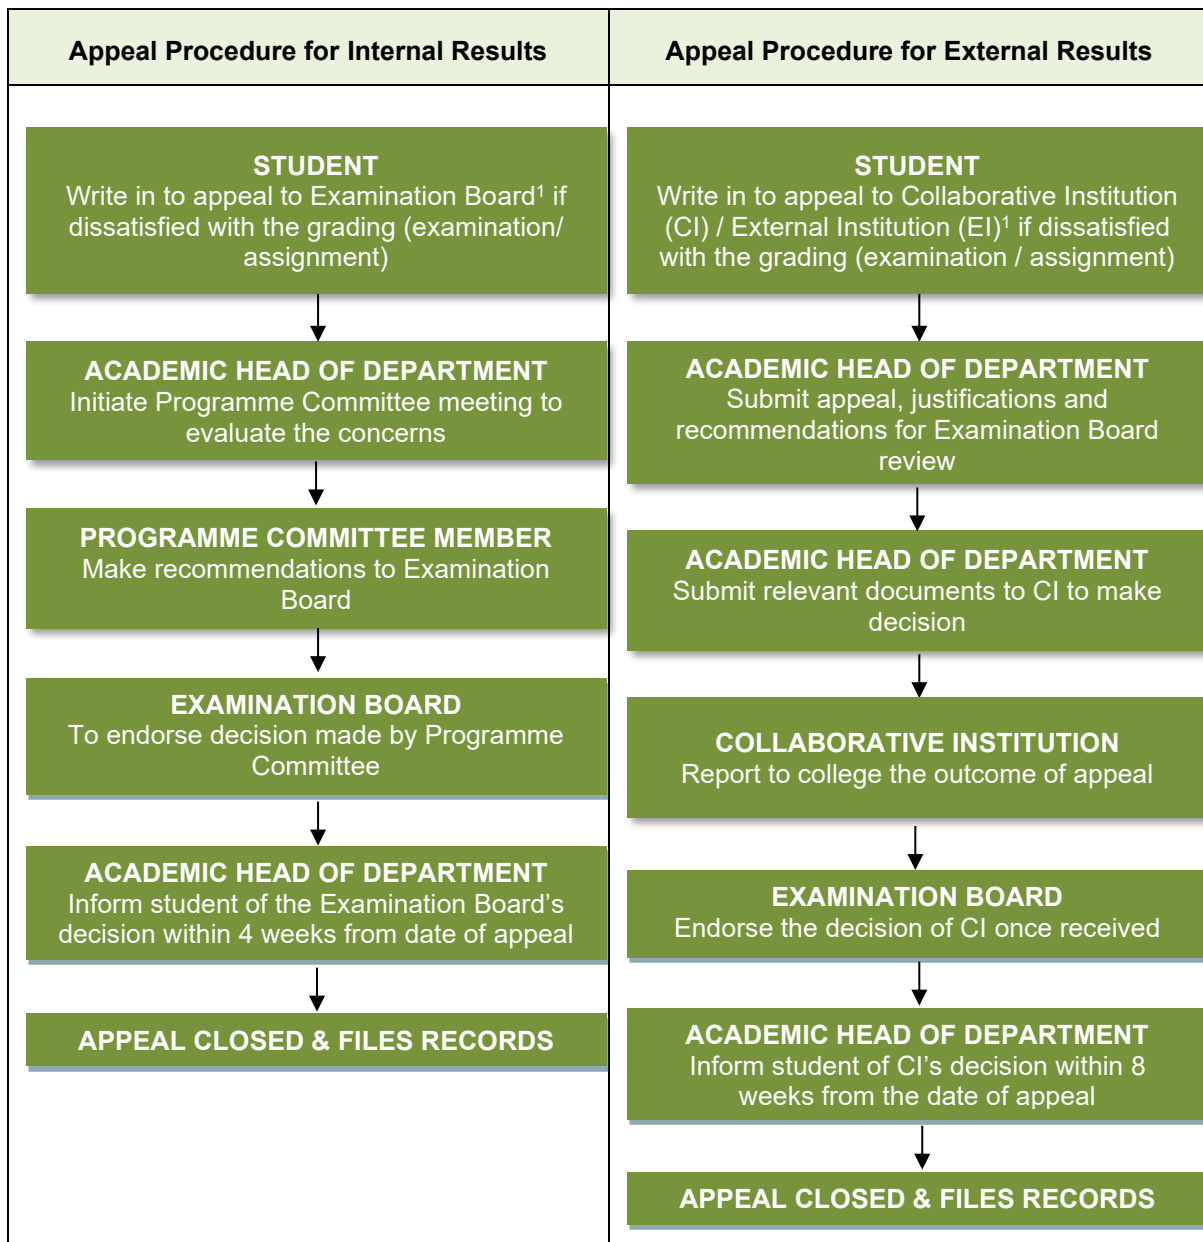 Appeal Procedure for Internal Results
STUDENT
Write in to appeal to Examination Board¹ if
dissatisfied with the grading (examination/
assignment)
ACADEMIC HEAD OF DEPARTMENT
Initiate Programme Committee meeting to
evaluate the concerns
PROGRAMME COMMITTEE MEMBER
Make recommendations to Examination
Board
EXAMINATION BOARD
To endorse decision made by Programme
Committee
ACADEMIC HEAD OF DEPARTMENT
Inform student of the Examination Board’s
decision within 4 weeks from date of appeal
APPEAL CLOSED & FILES RECORDS
Appeal Procedure for External Results
STUDENT
Write in to appeal to Collaborative Institution
(CI) / External Institution (EI)¹ if dissatisfied
with the grading (examination / assignment)
ACADEMIC HEAD OF DEPARTMENT
Submit appeal, justifications and
recommendations for Examination Board
review
ACADEMIC HEAD OF DEPARTMENT
Submit relevant documents to CI to make
decision
COLLABORATIVE INSTITUTION
Report to college the outcome of appeal
EXAMINATION BOARD
Endorse the decision of CI once received
ACADEMIC HEAD OF DEPARTMENT
Inform student of CI’s decision within 8
weeks from the date of appeal
APPEAL CLOSED & FILES RECORDS